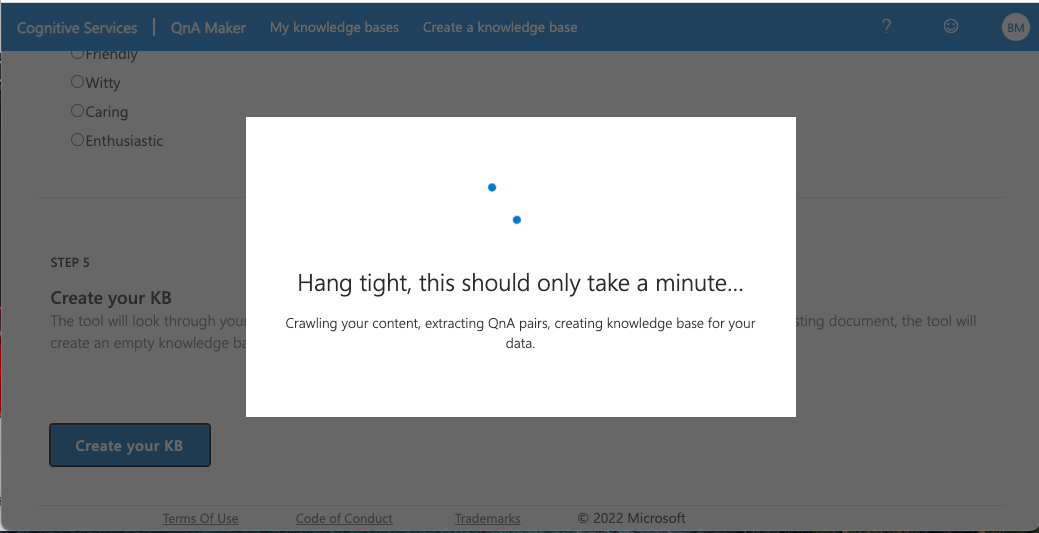 Cognitive Services | QnA Maker My knowledge bases Create a knowledge base ? BM
Friendly
Witty
Caring
Enthusiastic
Hang tight, this should only take a minute...
Crawling your content, extracting QnA pairs, creating knowledge base for your
data.
STEP 5
Create your KB
The tool will look through your sting document, the tool will
create an empty knowledge ba
Create your KB
Terms Of Use Code of Conduct Trademarks © 2022 Microsoft